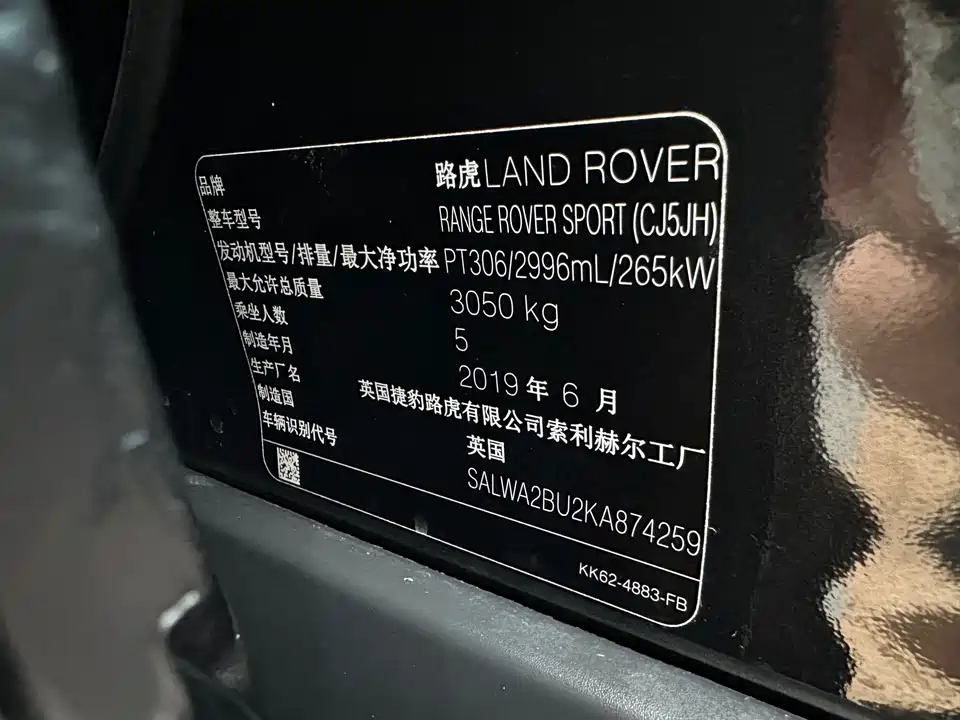 品牌 路虎LAND ROVER
整车型号 RANGE ROVER SPORT (CJ5JH)
发动机型号/排量/最大净功率 PT306/2996mL/265kW
最大允许总质量 3050 kg
乘坐人数 5
制造年月 2019 年 6 月
生产厂名 英国捷豹路虎有限公司索利赫尔工厂
制造国 英国
车辆识别代号 SALWA2BU2KA874259
KK62-4883-FB